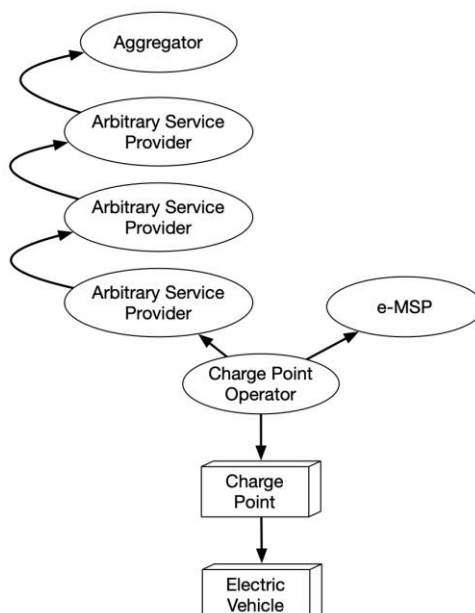 Aggregator
Arbitrary Service
Provider
Arbitrary Service
Provider
Arbitrary Service
Provider
e-MSP
Charge Point
Operator
Charge
Point
Electric
Vehicle